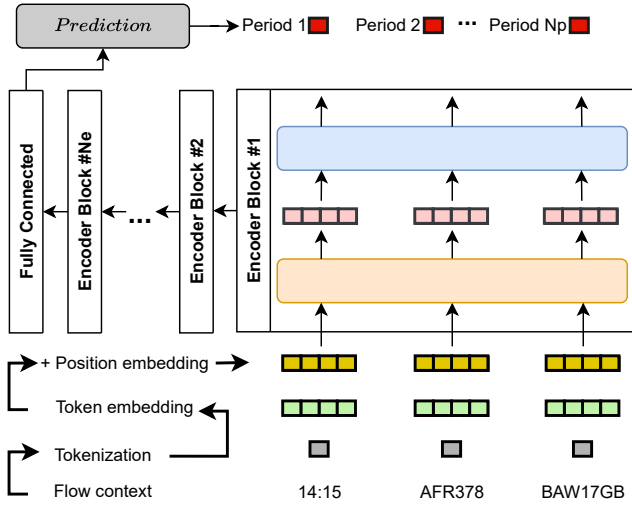 Prediction
Period 1
Period 2
...
Period Np
Fully Connected
Encoder Block #Ne
...
Encoder Block #2
Encoder Block #1
+ Position embedding
Token embedding
Tokenization
Flow context
14:15
AFR378
BAW17GB